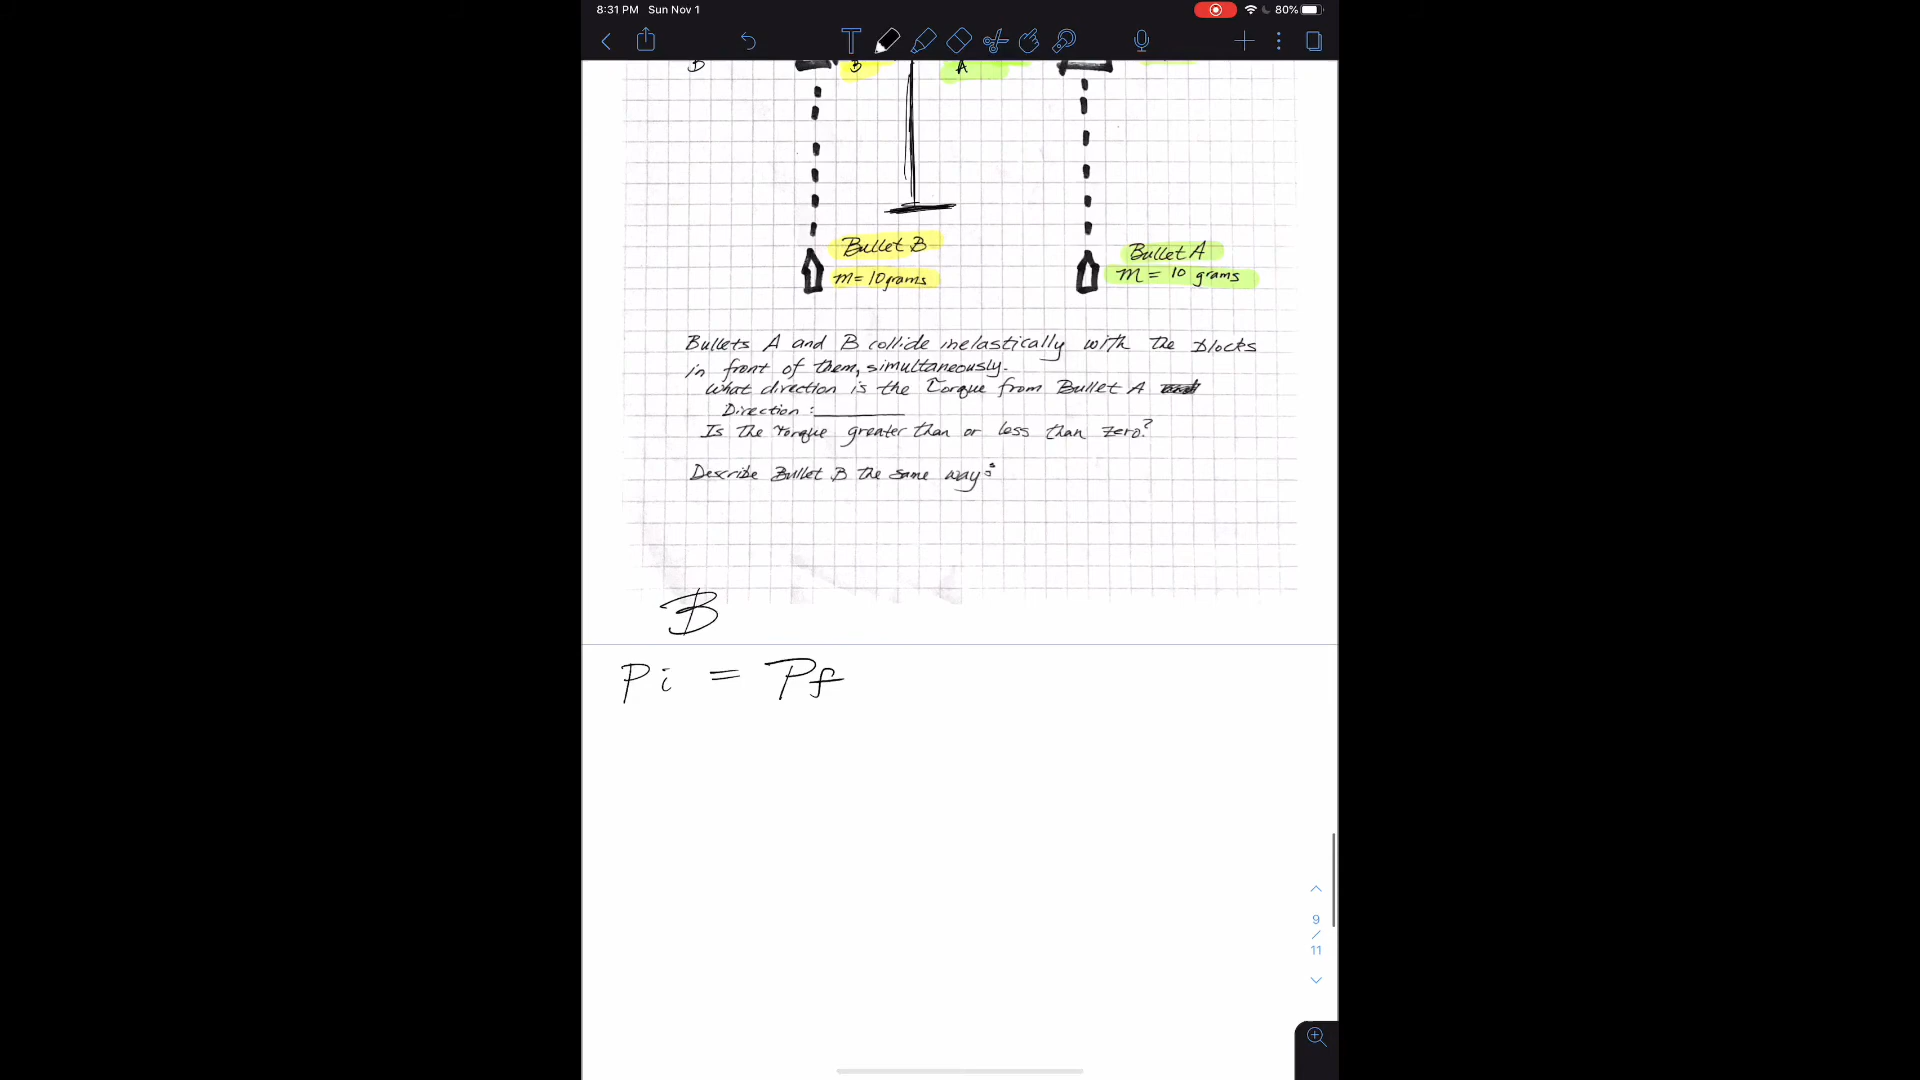 8:31 PM Sun Nov 1 80%
B B A
Bullet B
m = 10 grams
Bullet A
m = 10 grams
Bullets A and B collide inelastically with the blocks
in front of them, simultaneously.
What direction is the Torque from Bullet A
Direction :
Is the torque greater than or less than zero?
Describe Bullet B the same way:
B
Pi = Pf
9
/
11